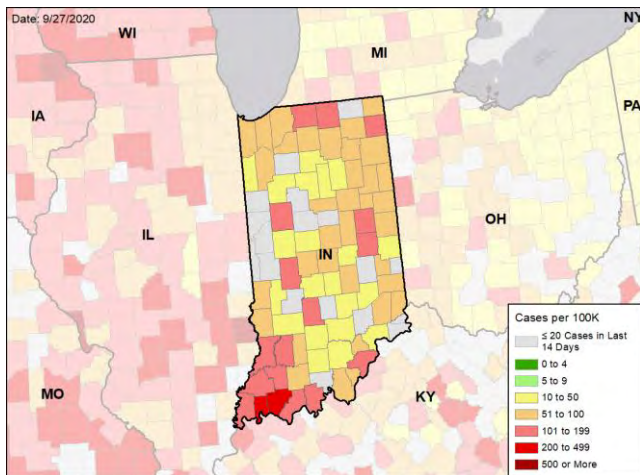 Date: 9/27/2020
WI
MI
NY
IA
PA
IL
IN
OH
MO
KY
Cases per 100K
≤ 20 Cases in Last
14 Days
0 to 4
5 to 9
10 to 50
51 to 100
101 to 199
200 to 499
500 or More